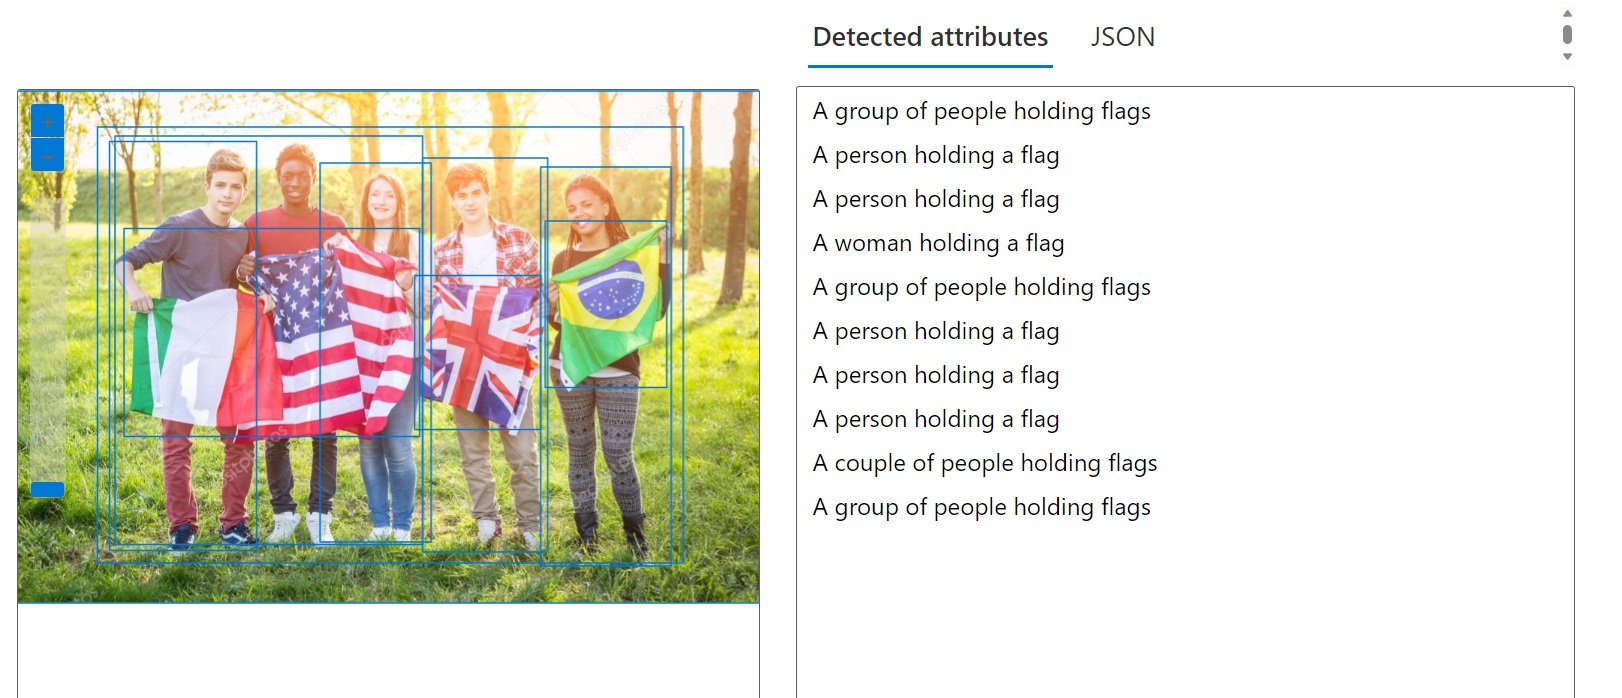 Detected attributes JSON
+
−
A group of people holding flags
A person holding a flag
A person holding a flag
A woman holding a flag
A group of people holding flags
A person holding a flag
A person holding a flag
A person holding a flag
A couple of people holding flags
A group of people holding flags